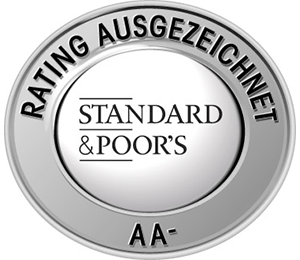 RATING AUSGEZEICHNET
STANDARD
&POOR'S
AA-